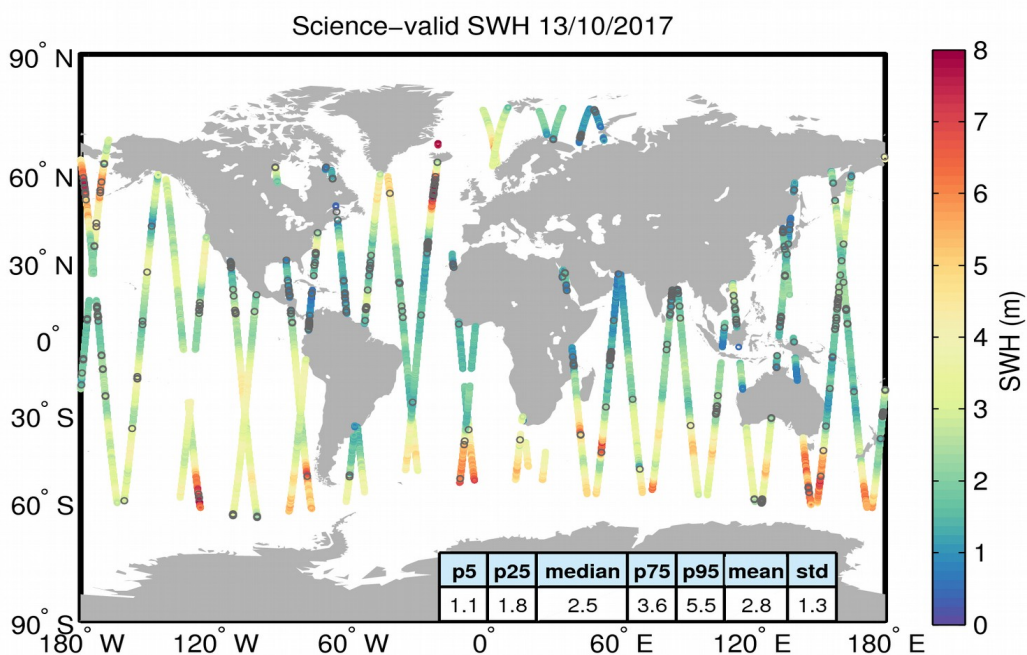 Science−valid SWH 13/10/2017
90° N
60° N
30° N
0°
30° S
60° S
90° S
180° W
120° W
60° W
0°
60° E
120° E
180° E
p5 p25 median p75 p95 mean std
1.1 1.8 2.5 3.6 5.5 2.8 1.3
8
7
6
5
4
3
2
1
0
SWH (m)